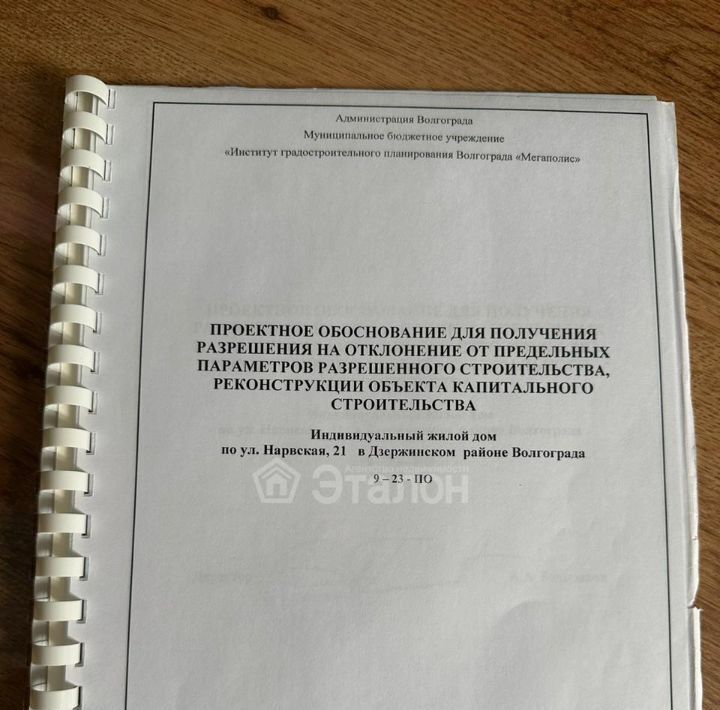 Администрация Волгограда
Муниципальное бюджетное учреждение
«Институт градостроительного планирования Волгограда «Мегаполис»
ПРОЕКТНОЕ ОБОСНОВАНИЕ ДЛЯ ПОЛУЧЕНИЯ
РАЗРЕШЕНИЯ НА ОТКЛОНЕНИЕ ОТ ПРЕДЕЛЬНЫХ
ПАРАМЕТРОВ РАЗРЕШЕННОГО СТРОИТЕЛЬСТВА,
РЕКОНСТРУКЦИИ ОБЪЕКТА КАПИТАЛЬНОГО
СТРОИТЕЛЬСТВА
Индивидуальный жилой дом
по ул. Нарвская, 21 в Дзержинском районе Волгограда
Агентство недвижимости
Эталон
9 – 23 - ПО